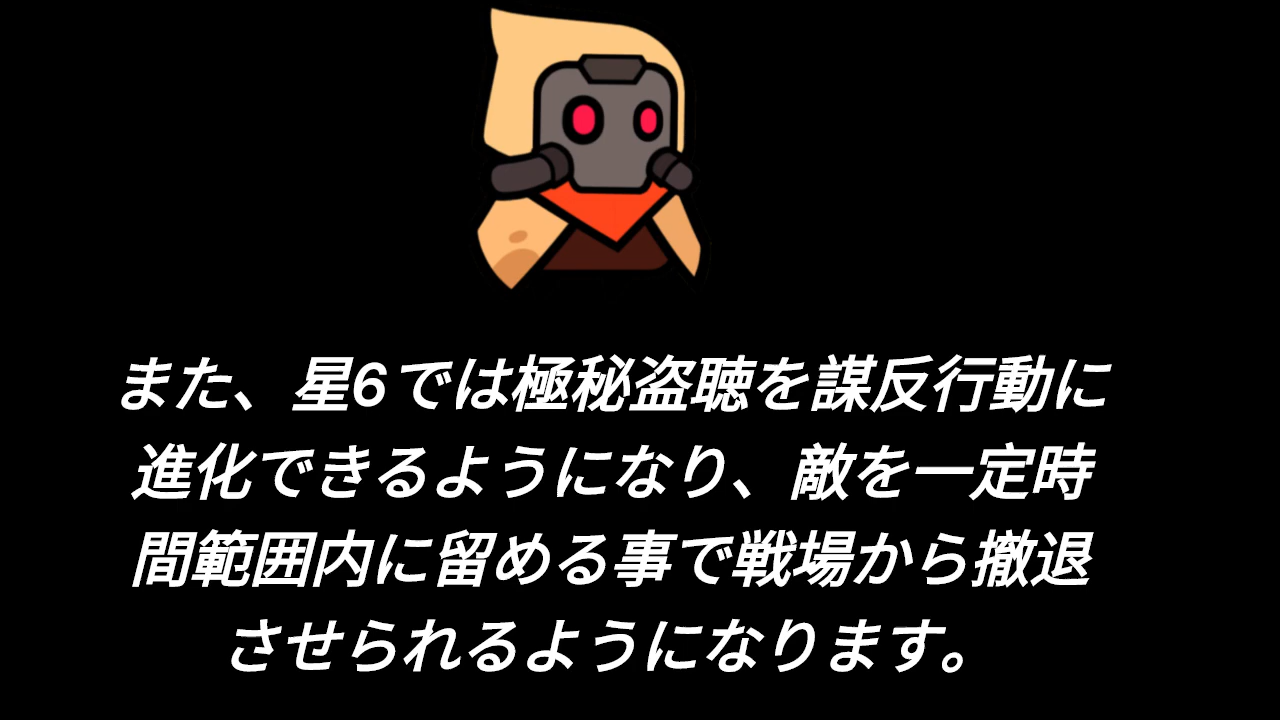 また、星6では極秘盗聴を謀反行動に
進化できるようになり、敵を一定時
間範囲内に留める事で戦場から撤退
させられるようになります。